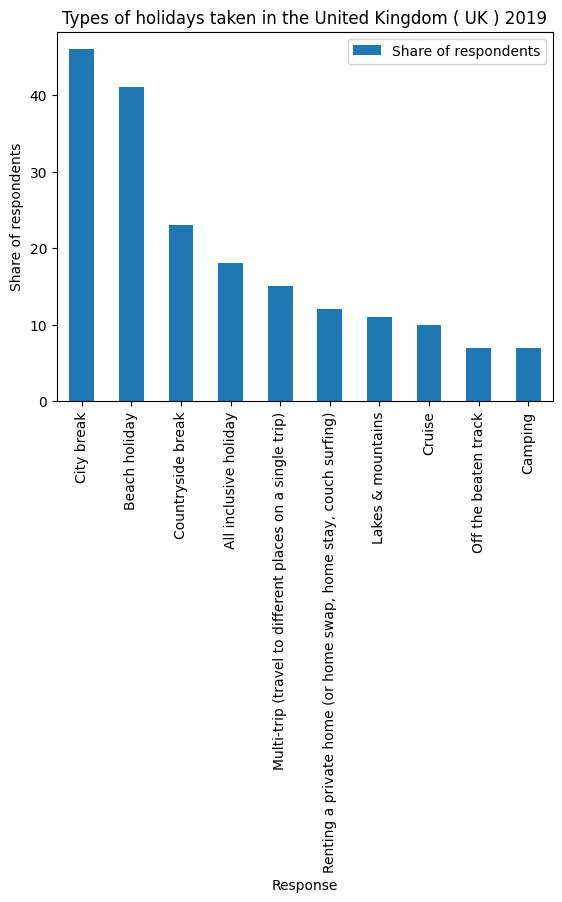 Types of holidays taken in the United Kingdom ( UK ) 2019
Share of respondents
Share of respondents
40
30
20
10
0
City break
Beach holiday
Countryside break
All inclusive holiday
Multi-trip (travel to different places on a single trip)
Renting a private home (or home swap, home stay, couch surfing)
Lakes & mountains
Cruise
Off the beaten track
Camping
Response